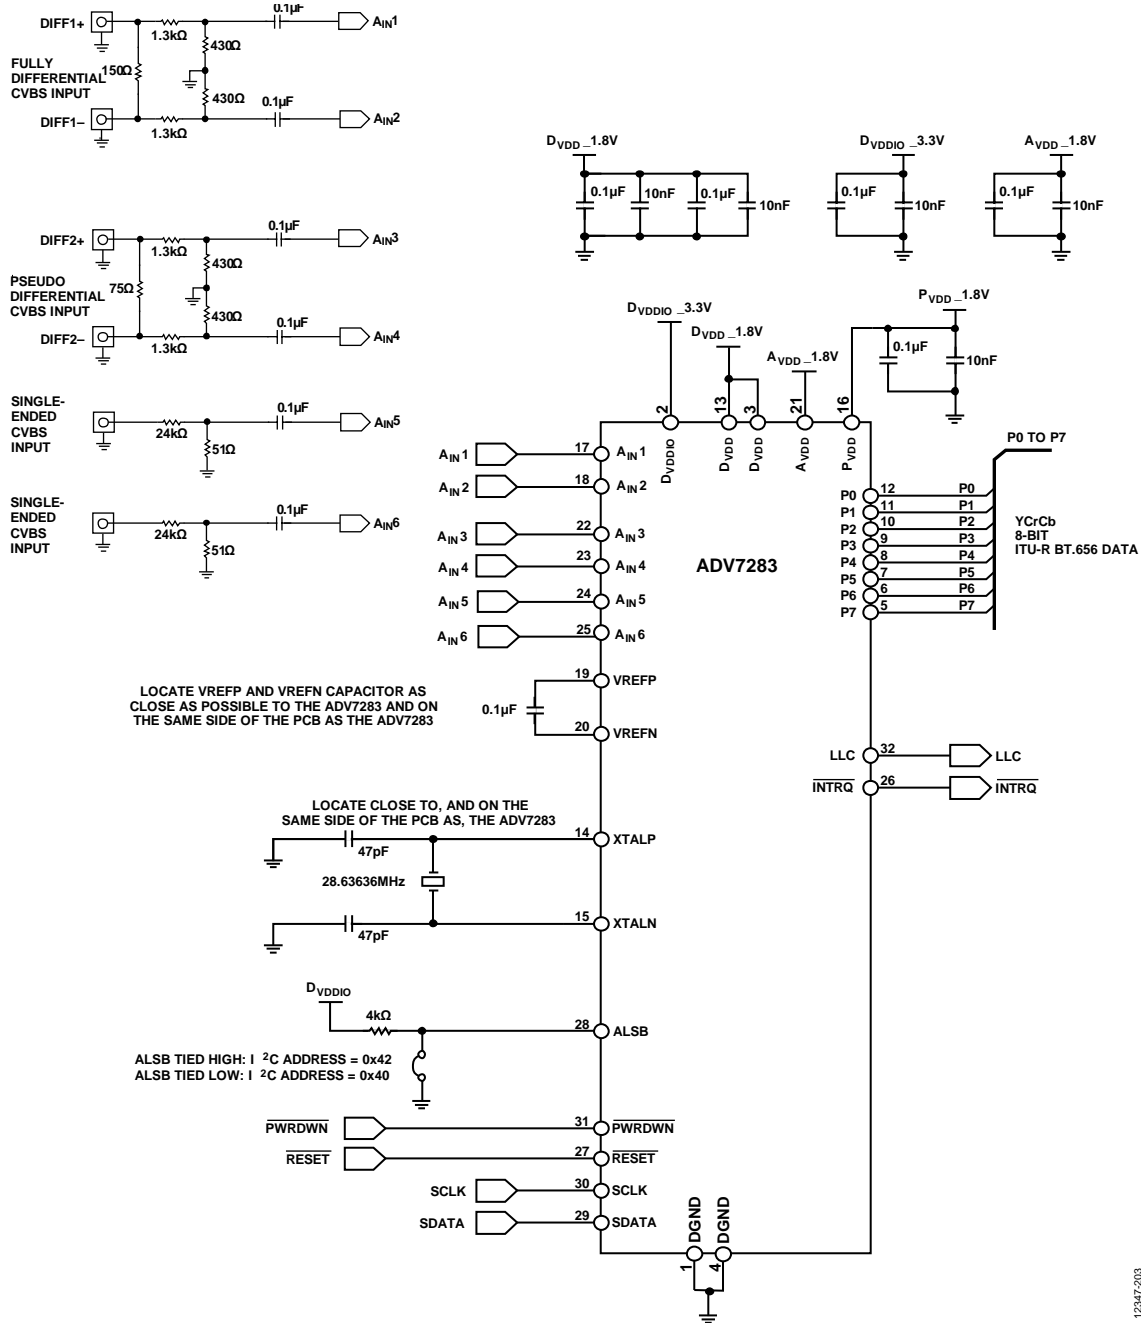 DIFF1+
0.1µF
AIN1
1.3kΩ
430Ω
FULLY
DIFFERENTIAL
CVBS INPUT
150Ω
430Ω
0.1µF
DIFF1–
AIN2
1.3kΩ
DVDD_1.8V
0.1µF
10nF
0.1µF
10nF
DVDDIO_3.3V
0.1µF
10nF
AVDD_1.8V
0.1µF
10nF
DIFF2+
0.1µF
AIN3
1.3kΩ
430Ω
PSEUDO
DIFFERENTIAL
CVBS INPUT
75Ω
430Ω
0.1µF
DIFF2–
AIN4
1.3kΩ
PVDD_1.8V
0.1µF
10nF
DVDDIO_3.3V
DVDD_1.8V
AVDD_1.8V
SINGLE-
ENDED
CVBS
INPUT
24kΩ
51Ω
0.1µF
AIN5
SINGLE-
ENDED
CVBS
INPUT
24kΩ
51Ω
0.1µF
AIN6
2
13
3
21
16
DVDDIO
DVDD
DVDD
AVDD
PVDD
AIN1
17
AIN1
AIN2
18
AIN2
AIN3
22
AIN3
AIN4
23
AIN4
AIN5
24
AIN5
AIN6
25
AIN6
ADV7283
P0 TO P7
P0
12
P0
P1
11
P1
P2
10
P2
P3
9
P3
P4
8
P4
P5
7
P5
P6
6
P6
P7
5
P7
YCrCb
8-BIT
ITU-R BT.656 DATA
LOCATE VREFP AND VREFN CAPACITOR AS
CLOSE AS POSSIBLE TO THE ADV7283 AND ON
THE SAME SIDE OF THE PCB AS THE ADV7283
0.1µF
19
VREFP
20
VREFN
LLC
32
LLC
INTRQ
26
INTRQ
LOCATE CLOSE TO, AND ON THE
SAME SIDE OF THE PCB AS, THE ADV7283
47pF
14
XTALP
28.63636MHz
47pF
15
XTALN
DVDDIO
4kΩ
28
ALSB
ALSB TIED HIGH: I 2C ADDRESS = 0x42
ALSB TIED LOW: I 2C ADDRESS = 0x40
PWRDWN
31
PWRDWN
RESET
27
RESET
SCLK
30
SCLK
SDATA
29
SDATA
DGND
DGND
1
4
12347-203